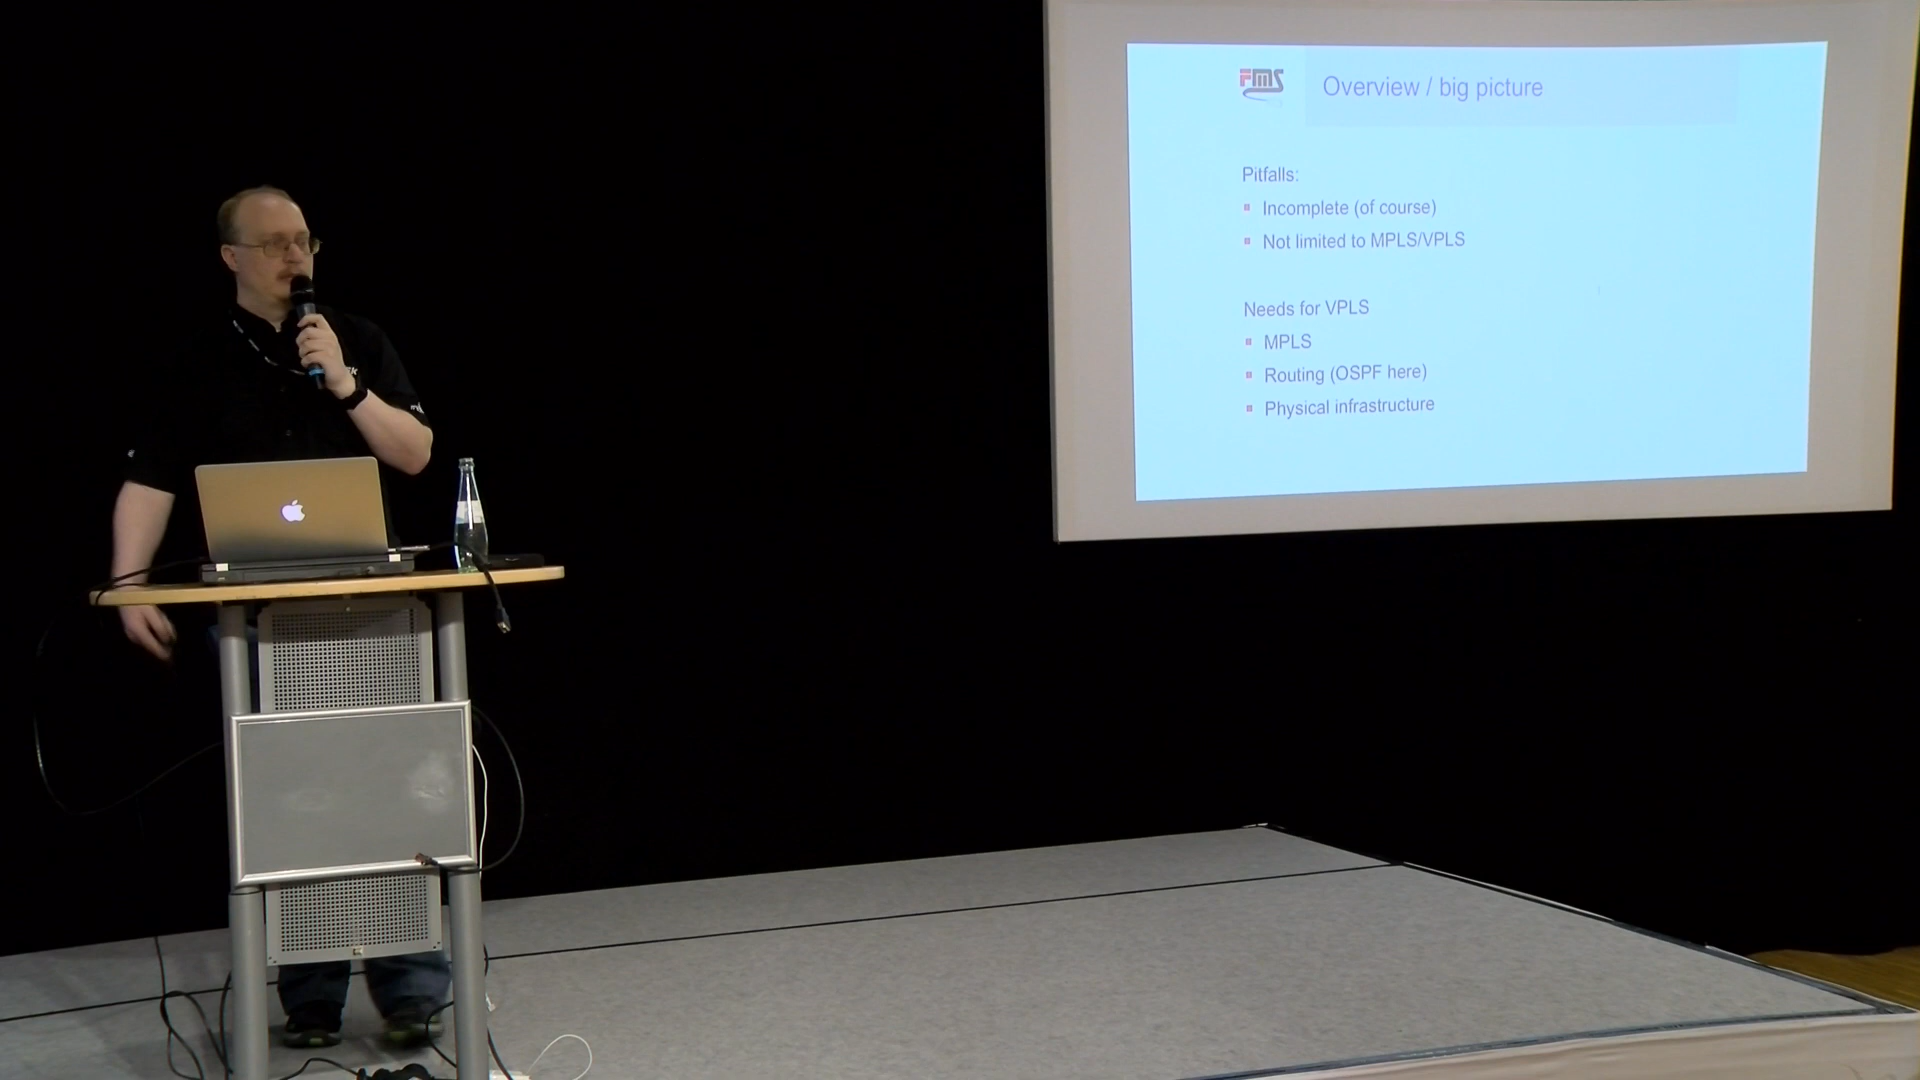 FMS
Overview / big picture
Pitfalls:
Incomplete (of course)
Not limited to MPLS/VPLS
Needs for VPLS
MPLS
Routing (OSPF here)
Physical infrastructure